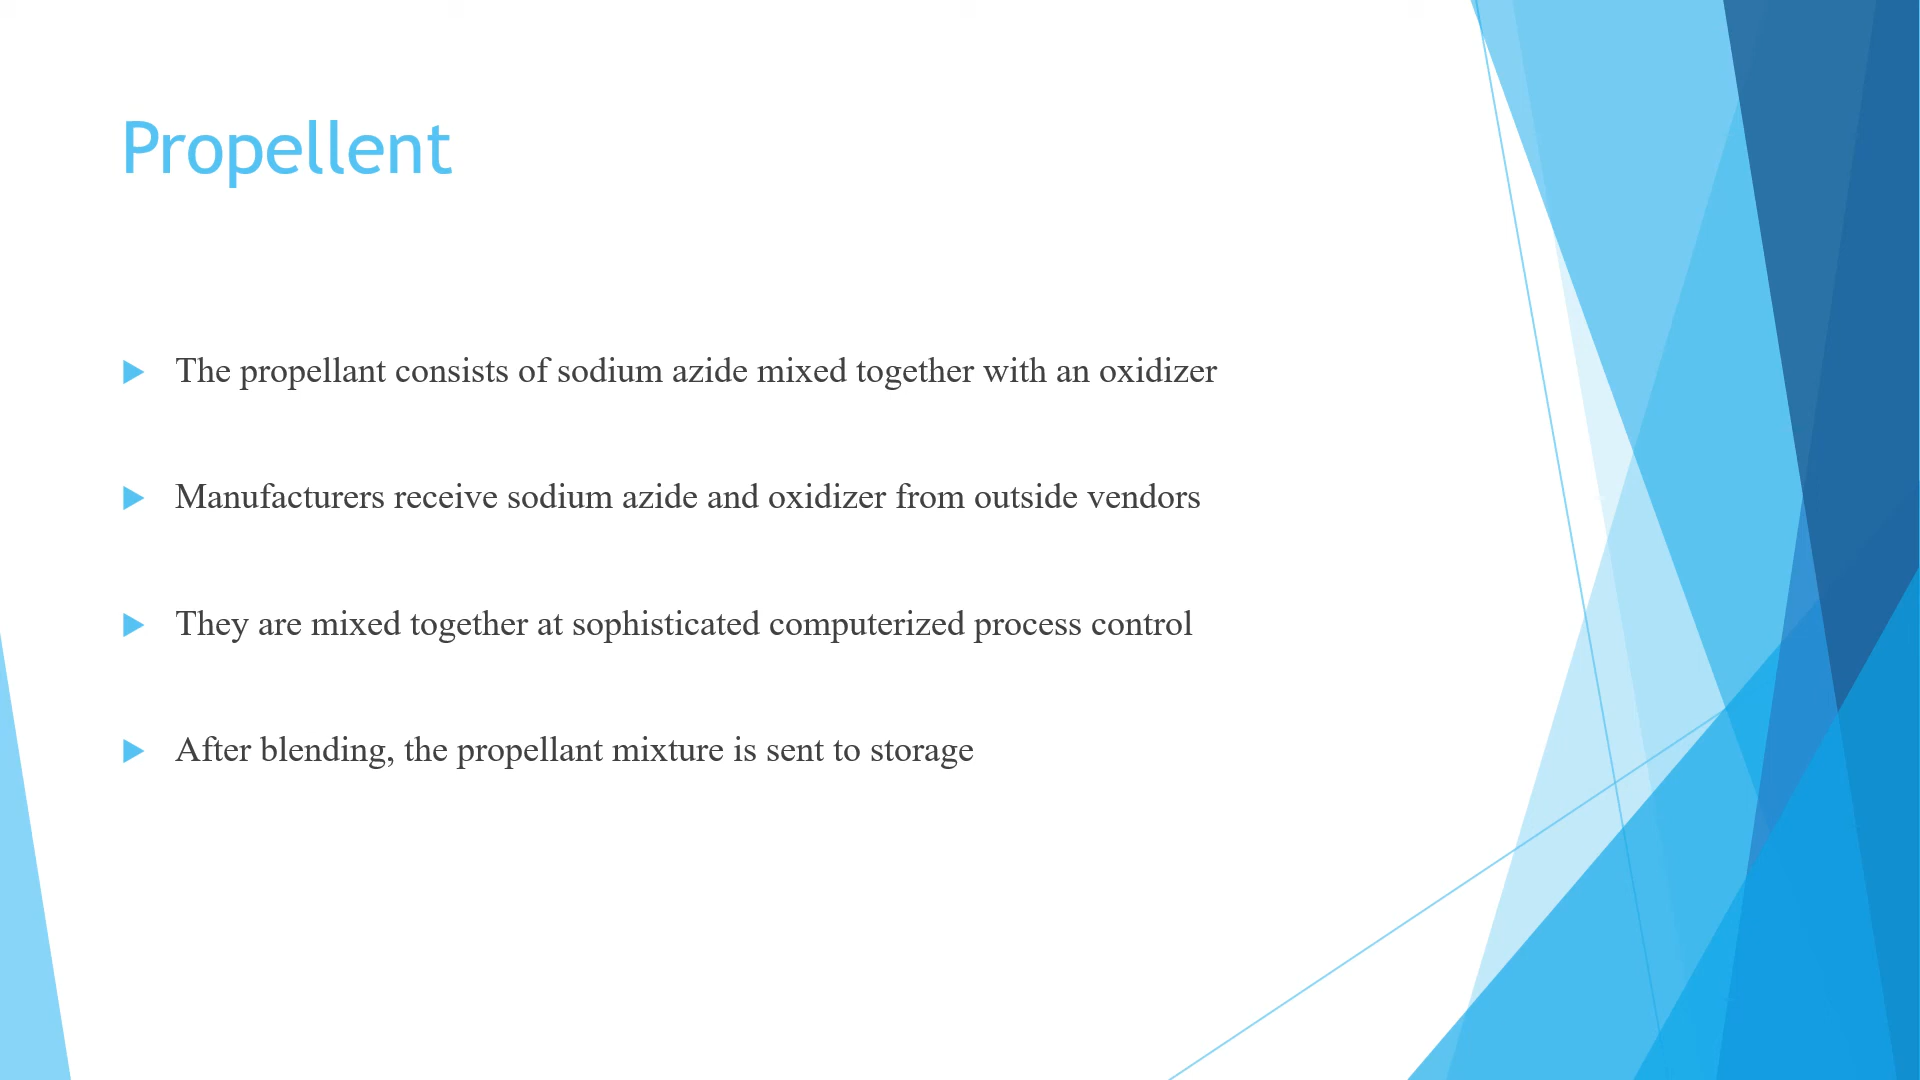 Propellent
The propellant consists of sodium azide mixed together with an oxidizer
Manufacturers receive sodium azide and oxidizer from outside vendors
They are mixed together at sophisticated computerized process control
After blending, the propellant mixture is sent to storage